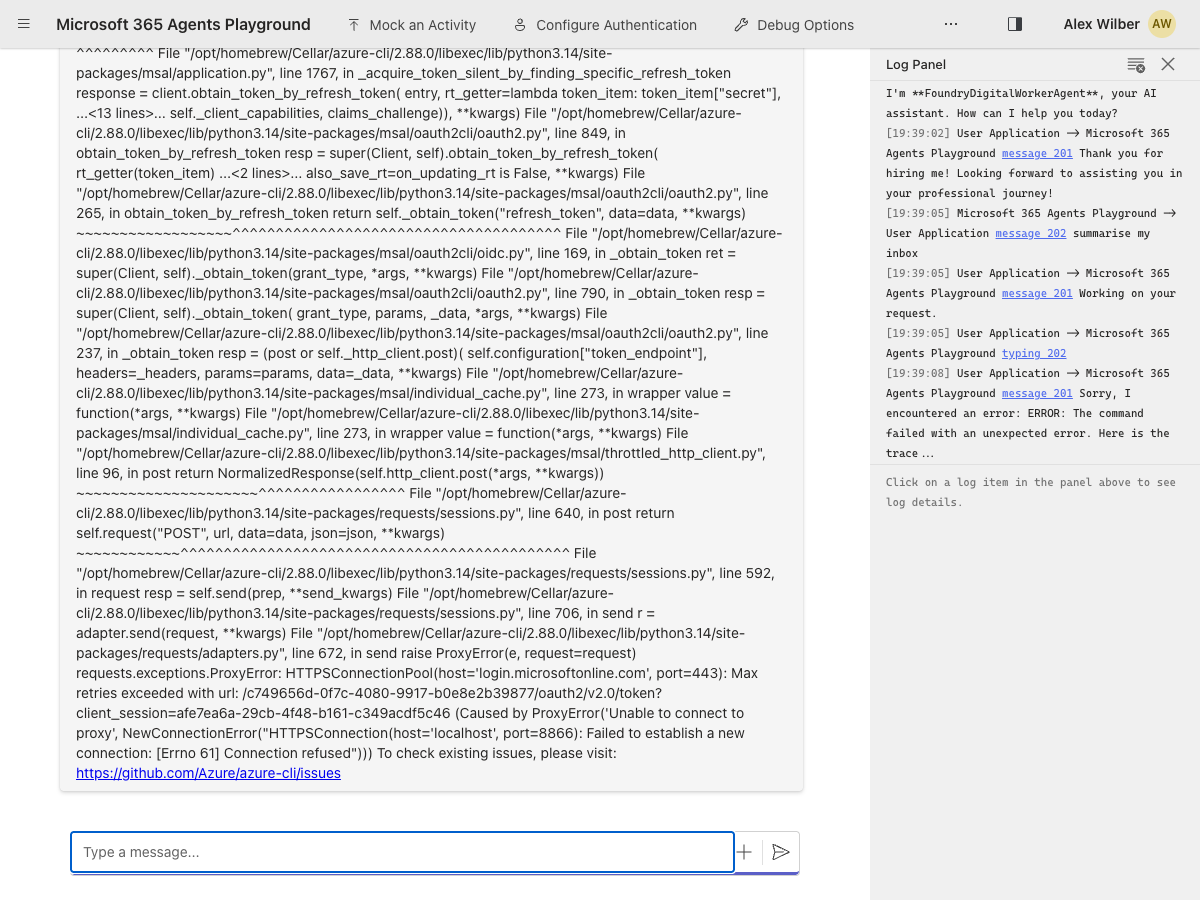 Microsoft 365 Agents Playground
Mock an Activity
Configure Authentication
Debug Options
...
Alex Wilber
AW
^^^^^^^^^ File "/opt/homebrew/Cellar/azure-cli/2.88.0/libexec/lib/python3.14/site-
packages/msal/application.py", line 1767, in _acquire_token_silent_by_finding_specific_refresh_token
response = client.obtain_token_by_refresh_token( entry, rt_getter=lambda token_item: token_item["secret"],
...<13 lines>... self._client_capabilities, claims_challenge)), **kwargs) File "/opt/homebrew/Cellar/azure-
cli/2.88.0/libexec/lib/python3.14/site-packages/msal/oauth2cli/oauth2.py", line 849, in
obtain_token_by_refresh_token resp = super(Client, self).obtain_token_by_refresh_token(
rt_getter(token_item) ...<2 lines>... also_save_rt=on_updating_rt is False, **kwargs) File
"/opt/homebrew/Cellar/azure-cli/2.88.0/libexec/lib/python3.14/site-packages/msal/oauth2cli/oauth2.py", line
265, in obtain_token_by_refresh_token return self._obtain_token("refresh_token", data=data, **kwargs)
~~~~~~~~~~~~~~~~~~^^^^^^^^^^^^^^^^^^^^^^^^^^^^^^^^^^^^^^ File "/opt/homebrew/Cellar/azure-
cli/2.88.0/libexec/lib/python3.14/site-packages/msal/oauth2cli/oidc.py", line 169, in _obtain_token ret =
super(Client, self)._obtain_token(grant_type, *args, **kwargs) File "/opt/homebrew/Cellar/azure-
cli/2.88.0/libexec/lib/python3.14/site-packages/msal/oauth2cli/oauth2.py", line 790, in _obtain_token resp =
super(Client, self)._obtain_token( grant_type, params, _data, *args, **kwargs) File
"/opt/homebrew/Cellar/azure-cli/2.88.0/libexec/lib/python3.14/site-packages/msal/oauth2cli/oauth2.py", line
237, in _obtain_token resp = (post or self._http_client.post)( self.configuration["token_endpoint"],
headers=_headers, params=params, data=_data, **kwargs) File "/opt/homebrew/Cellar/azure-
cli/2.88.0/libexec/lib/python3.14/site-packages/msal/individual_cache.py", line 273, in wrapper value =
function(*args, **kwargs) File "/opt/homebrew/Cellar/azure-cli/2.88.0/libexec/lib/python3.14/site-
packages/msal/individual_cache.py", line 273, in wrapper value = function(*args, **kwargs) File
"/opt/homebrew/Cellar/azure-cli/2.88.0/libexec/lib/python3.14/site-packages/msal/throttled_http_client.py",
line 96, in post return NormalizedResponse(self.http_client.post(*args, **kwargs))
~~~~~~~~~~~~~~~~~~~~~^^^^^^^^^^^^^^^^^ File "/opt/homebrew/Cellar/azure-
cli/2.88.0/libexec/lib/python3.14/site-packages/requests/sessions.py", line 640, in post return
self.request("POST", url, data=data, json=json, **kwargs)
~~~~~~~~~~~~^^^^^^^^^^^^^^^^^^^^^^^^^^^^^^^^^^^^^^^^^^^^^ File
"/opt/homebrew/Cellar/azure-cli/2.88.0/libexec/lib/python3.14/site-packages/requests/sessions.py", line 592,
in request resp = self.send(prep, **send_kwargs) File "/opt/homebrew/Cellar/azure-
cli/2.88.0/libexec/lib/python3.14/site-packages/requests/sessions.py", line 706, in send r =
adapter.send(request, **kwargs) File "/opt/homebrew/Cellar/azure-cli/2.88.0/libexec/lib/python3.14/site-
packages/requests/adapters.py", line 672, in send raise ProxyError(e, request=request)
requests.exceptions.ProxyError: HTTPSConnectionPool(host='login.microsoftonline.com', port=443): Max
retries exceeded with url: /c749656d-0f7c-4080-9917-b0e8e2b39877/oauth2/v2.0/token?
client_session=afe7ea6a-29cb-4f48-b161-c349acdf5c46 (Caused by ProxyError('Unable to connect to
proxy', NewConnectionError("HTTPSConnection(host='localhost', port=8866): Failed to establish a new
connection: [Errno 61] Connection refused"))) To check existing issues, please visit:
https://github.com/Azure/azure-cli/issues
Type a message...
Log Panel
I'm **FoundryDigitalWorkerAgent**, your AI
assistant. How can I help you today?
[19:39:02] User Application → Microsoft 365
Agents Playground message 201 Thank you for
hiring me! Looking forward to assisting you in
your professional journey!
[19:39:05] Microsoft 365 Agents Playground →
User Application message 202 summarise my
inbox
[19:39:05] User Application → Microsoft 365
Agents Playground message 201 Working on your
request.
[19:39:05] User Application → Microsoft 365
Agents Playground typing 202
[19:39:08] User Application → Microsoft 365
Agents Playground message 201 Sorry, I
encountered an error: ERROR: The command
failed with an unexpected error. Here is the
trace…
Click on a log item in the panel above to see
log details.